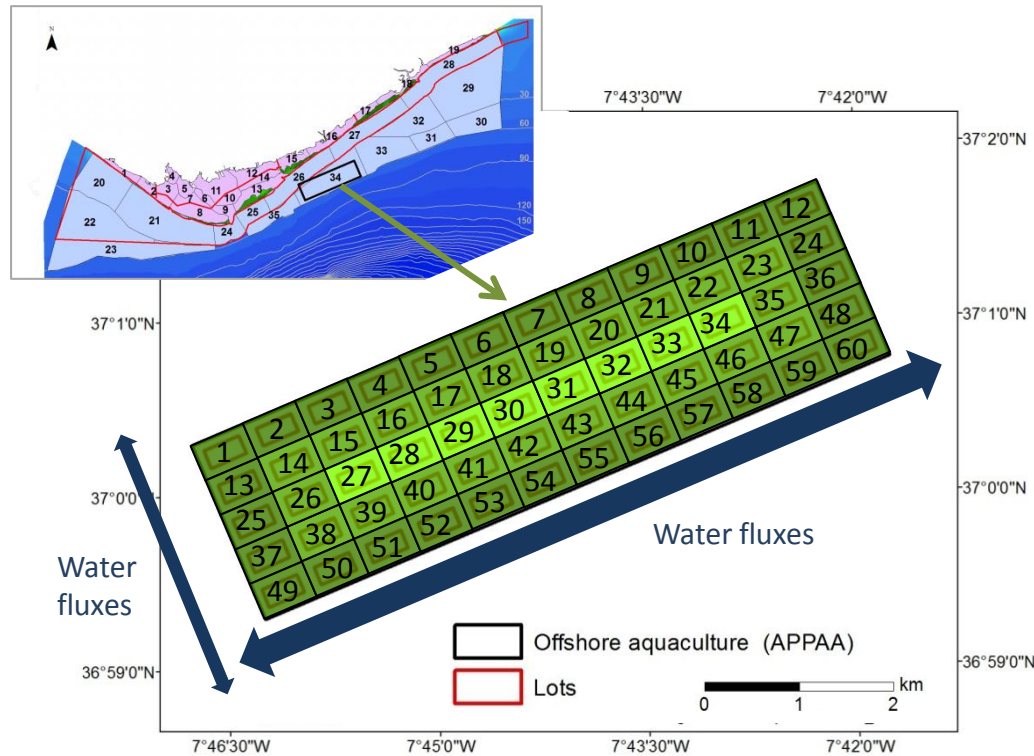 N
19
28
18
29
17
30
32
16
27
60
30
31
33
15
90
4
12
1
26
34
20
3
5
14
11
13
2
6
7
10
120
8
9
25
35
22
21
150
24
23
7°43'30"W
7°42'0"W
37°2'0"N
37°1'0"N
37°1'0"N
37°0'0"N
37°0'0"N
36°59'0"N
36°59'0"N
1 2 3 4 5 6 7 8 9 10 11 12
13 14 15 16 17 18 19 20 21 22 23 24
25 26 27 28 29 30 31 32 33 34 35 36
37 38 39 40 41 42 43 44 45 46 47 48
49 50 51 52 53 54 55 56 57 58 59 60
Water
fluxes
Water fluxes
Offshore aquaculture (APPAA)
Lots
km
0 1 2
7°46'30"W
7°45'0"W
7°43'30"W
7°42'0"W